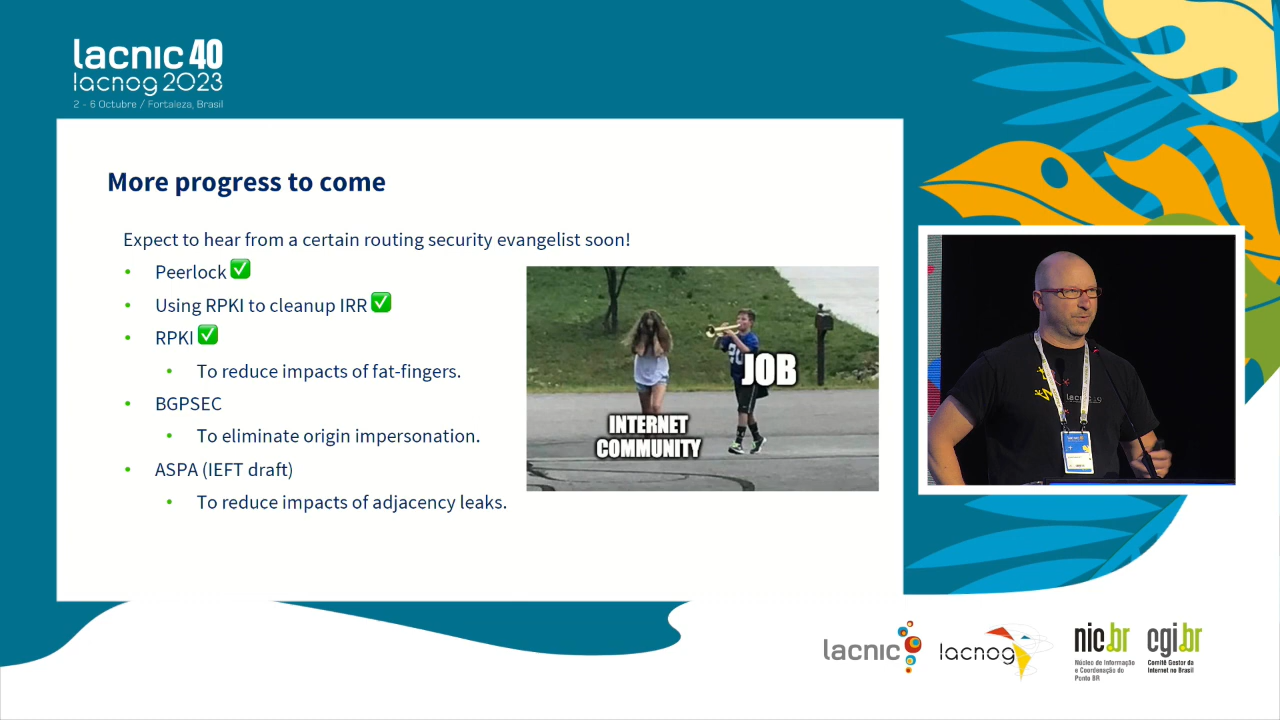 lacnic 40
lacnog 2023
2 - 6 Octubre / Fortaleza, Brasil
More progress to come
Expect to hear from a certain routing security evangelist soon!
• Peerlock ✅
• Using RPKI to cleanup IRR ✅
• RPKI ✅
• To reduce impacts of fat-fingers.
• BGPSEC
• To eliminate origin impersonation.
• ASPA (IEFT draft)
• To reduce impacts of adjacency leaks.
JOB
INTERNET
COMMUNITY
lacnic
lacnic
lacnog
nic.br
Núcleo de Informação
e Coordenação do
Ponto BR
cgi.br
Comitê Gestor da
Internet no Brasil